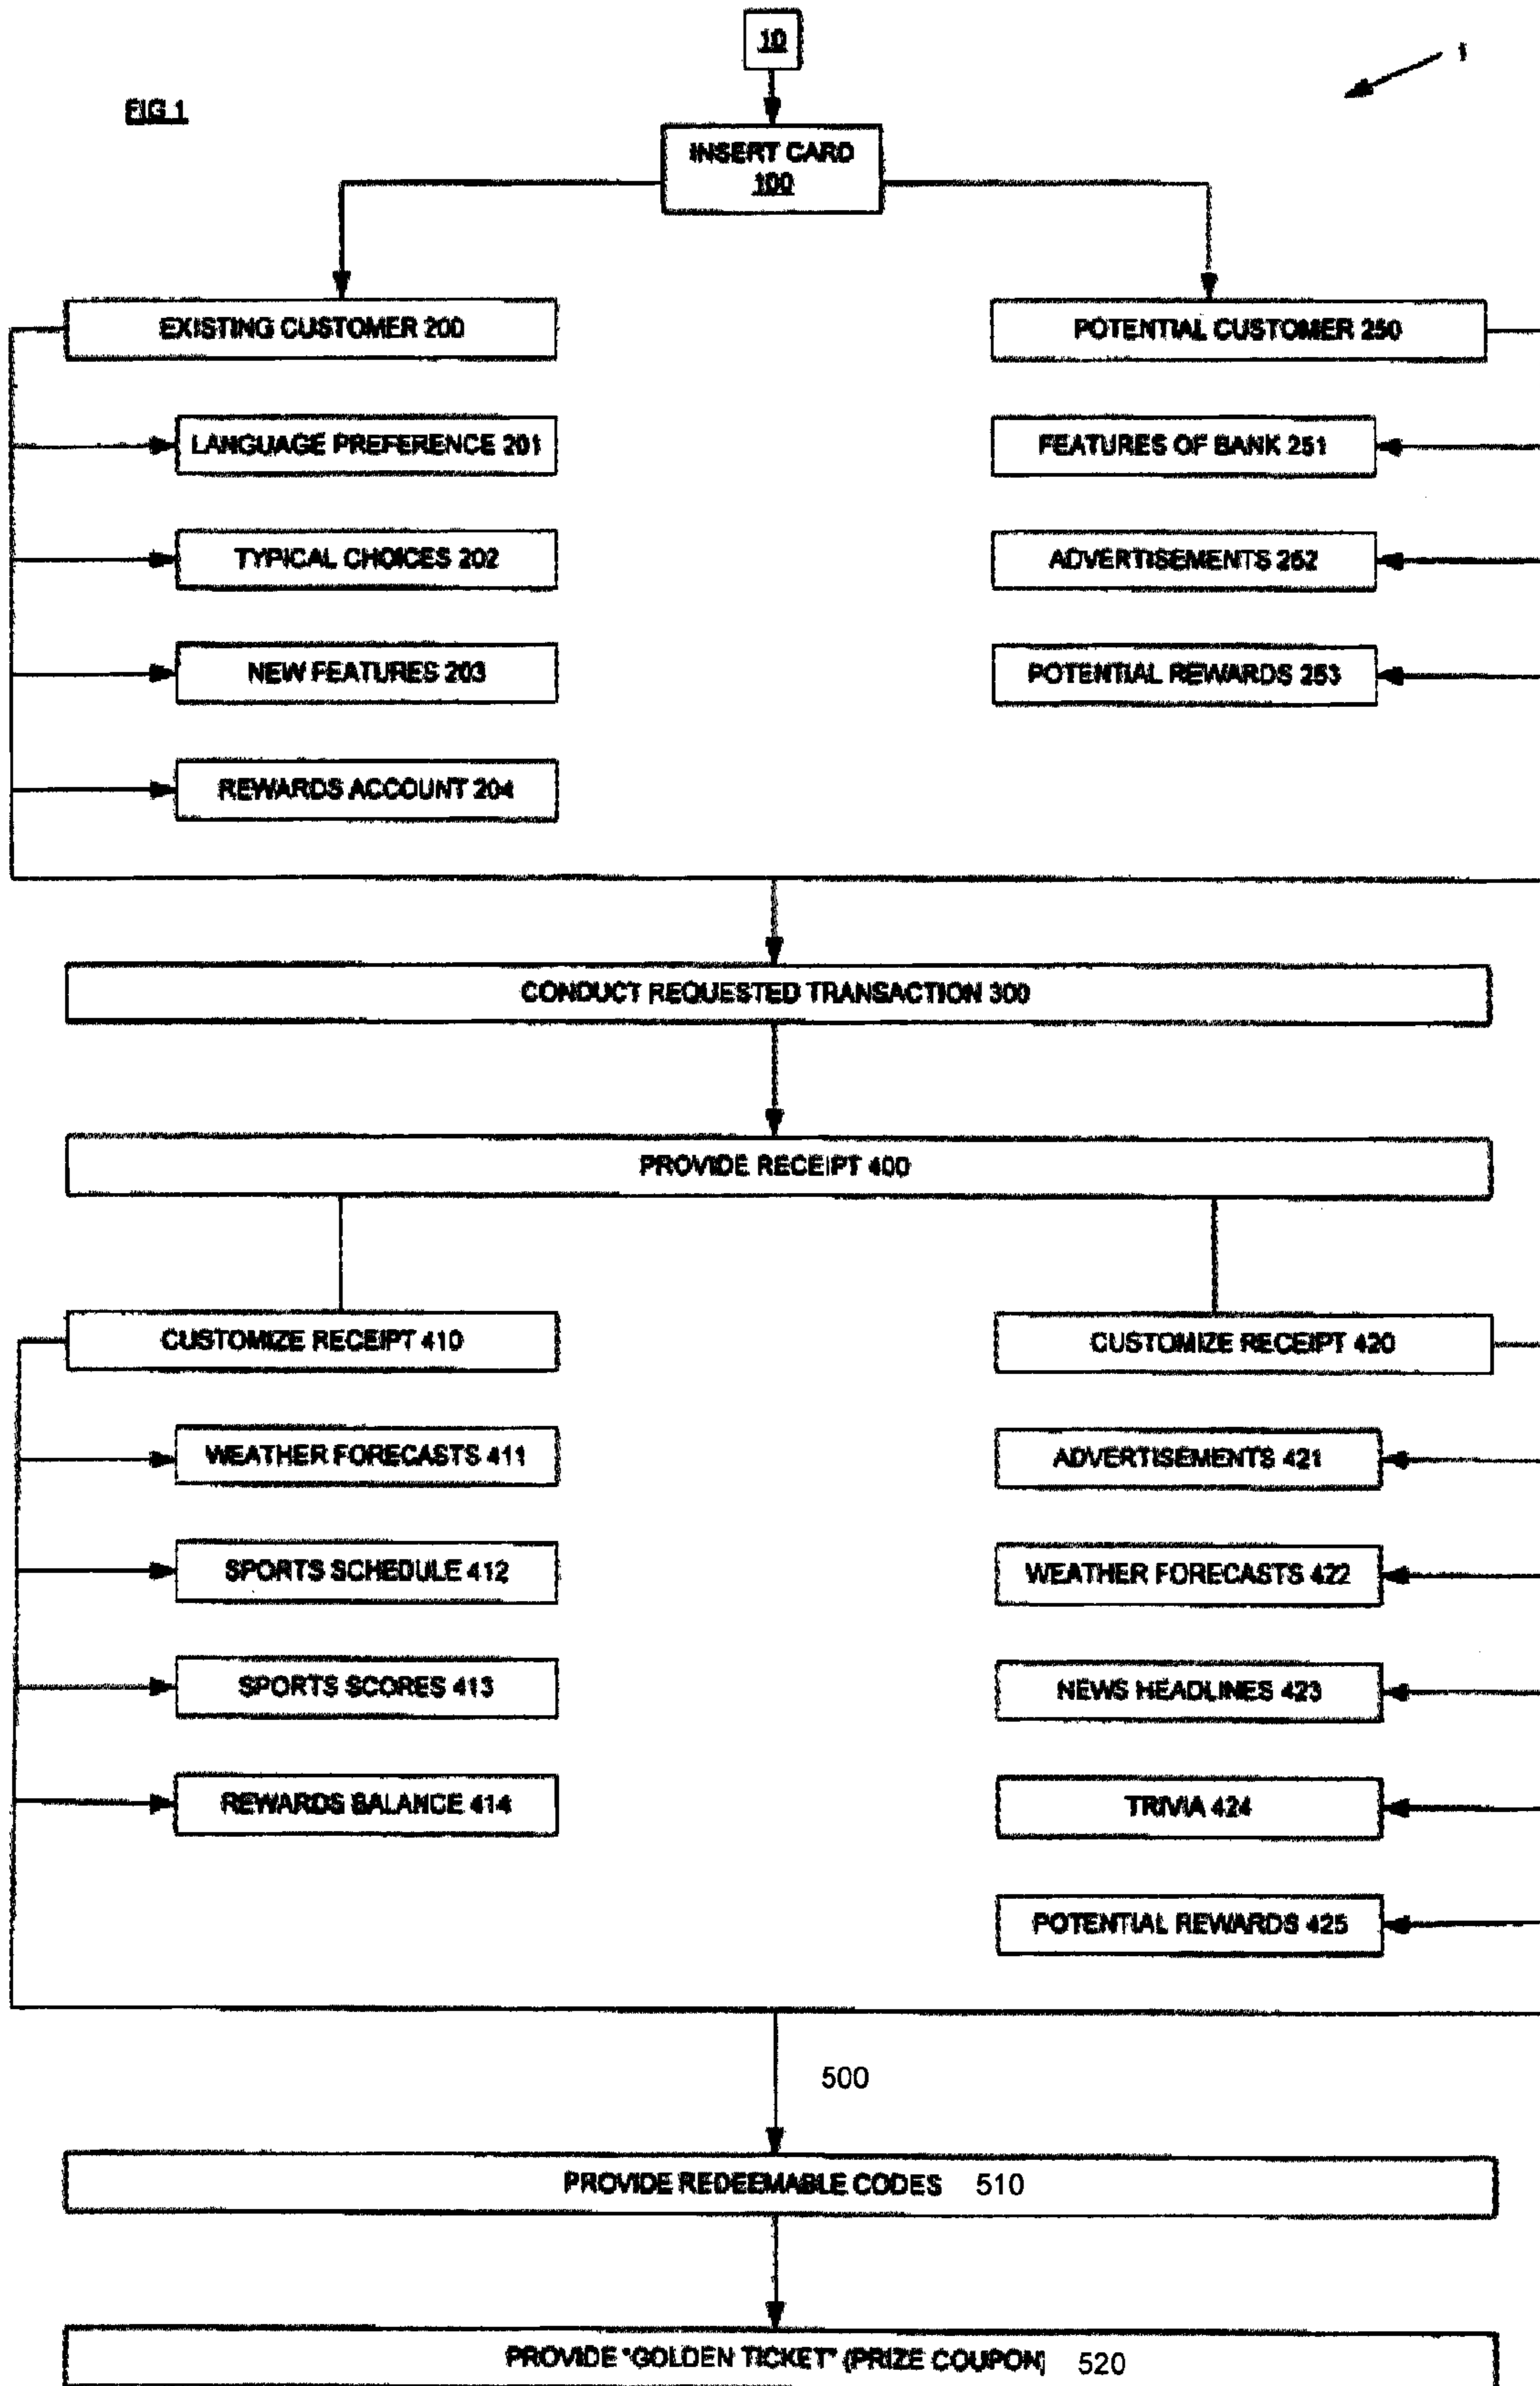 10
1
FIG 1
INSERT CARD
100
EXISTING CUSTOMER 200
POTENTIAL CUSTOMER 250
LANGUAGE PREFERENCE 201
FEATURES OF BANK 251
TYPICAL CHOICES 202
ADVERTISEMENTS 252
NEW FEATURES 203
POTENTIAL REWARDS 253
REWARDS ACCOUNT 204
CONDUCT REQUESTED TRANSACTION 300
PROVIDE RECEIPT 400
CUSTOMIZE RECEIPT 410
CUSTOMIZE RECEIPT 420
WEATHER FORECASTS 411
ADVERTISEMENTS 421
SPORTS SCHEDULE 412
WEATHER FORECASTS 422
SPORTS SCORES 413
NEWS HEADLINES 423
REWARDS BALANCE 414
TRIVIA 424
POTENTIAL REWARDS 425
500
PROVIDE REDEEMABLE CODES 510
PROVIDE "GOLDEN TICKET" (PRIZE COUPON) 520